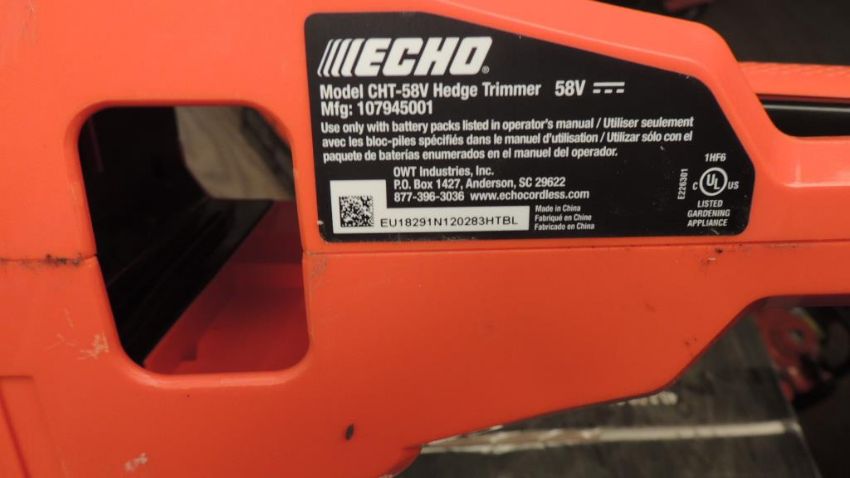 ECHO®
Model CHT-58V Hedge Trimmer 58V
Mfg: 107945001
Use only with battery packs listed in operator's manual / Utiliser seulement
avec les bloc-piles spécifiés dans le manuel d'utilisation / Utilizar sólo con el
paquete de baterías enumerados en el manuel del operador.
OWT Industries, Inc.
P.O. Box 1427, Anderson, SC 29622
877-396-3036 www.echocordless.com
EU18291N120283HTBL
Made in China
Fabriqué en Chine
Fabricado en China
E226301
1HF6
C UL US
LISTED
GARDENING
APPLIANCE